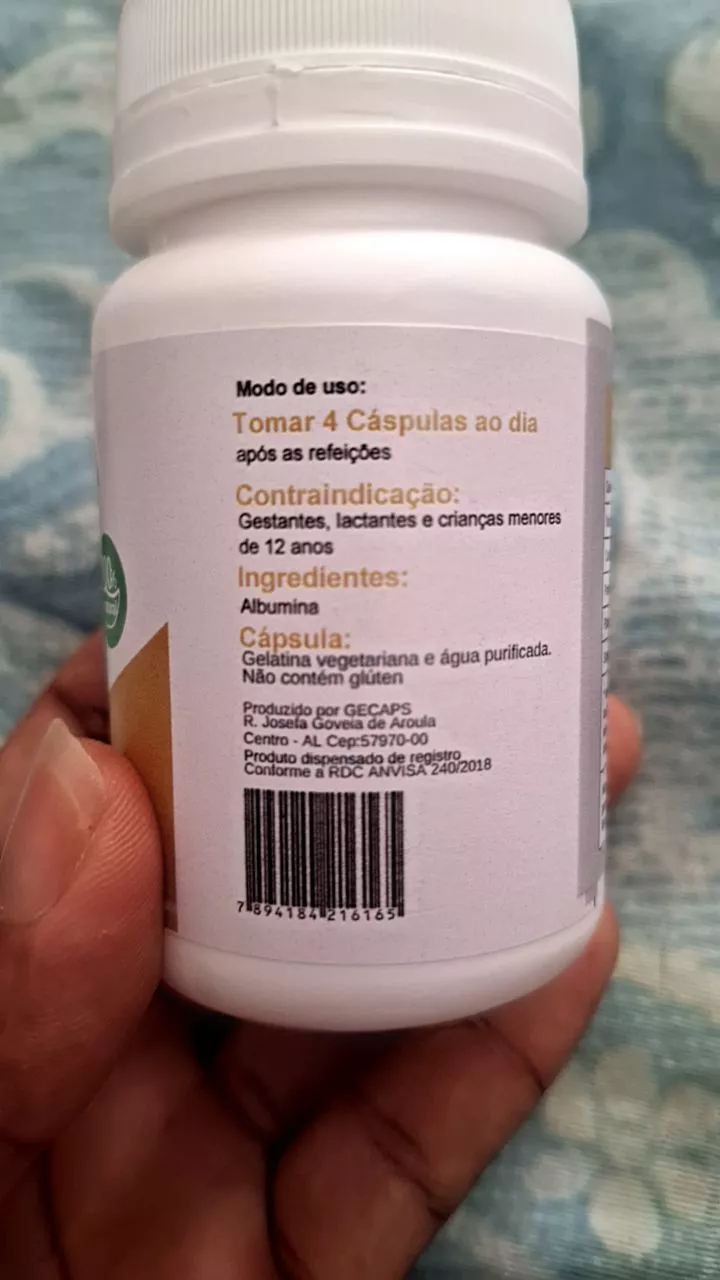 Modo de uso:
Tomar 4 Cáspulas ao dia
após as refeições
Contraindicação:
Gestantes, lactantes e crianças menores
de 12 anos
Ingredientes:
Albumina
Cápsula:
Gelatina vegetariana e água purificada.
Não contém glúten
Produzido por GECAPS
R. Josefa Goveia de Aroula
Centro - AL Cep:57970-00
Produto dispensado de registro
Conforme a RDC ANVISA 240/2018
7894184216165